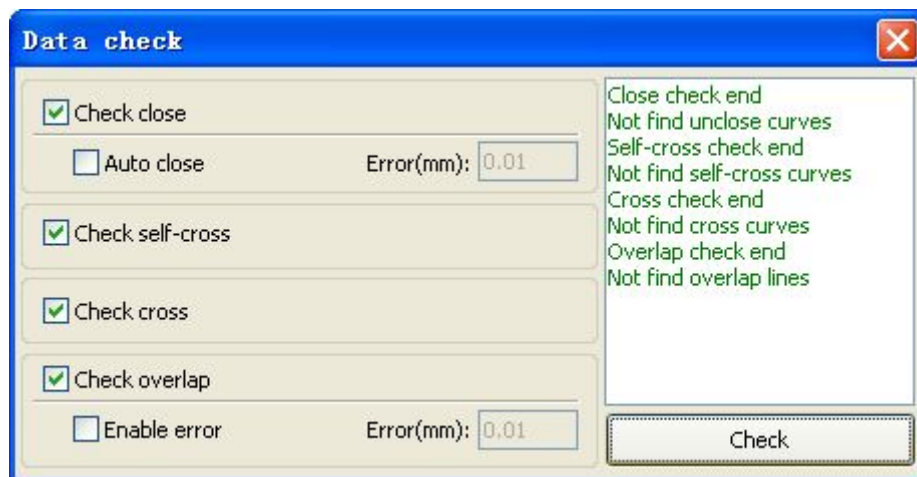 Data check
Check close
Auto close Error(mm): 0.01
Check self-cross
Check cross
Check overlap
Enable error Error(mm): 0.01
Close check end
Not find unclose curves
Self-cross check end
Not find self-cross curves
Cross check end
Not find cross curves
Overlap check end
Not find overlap lines
Check